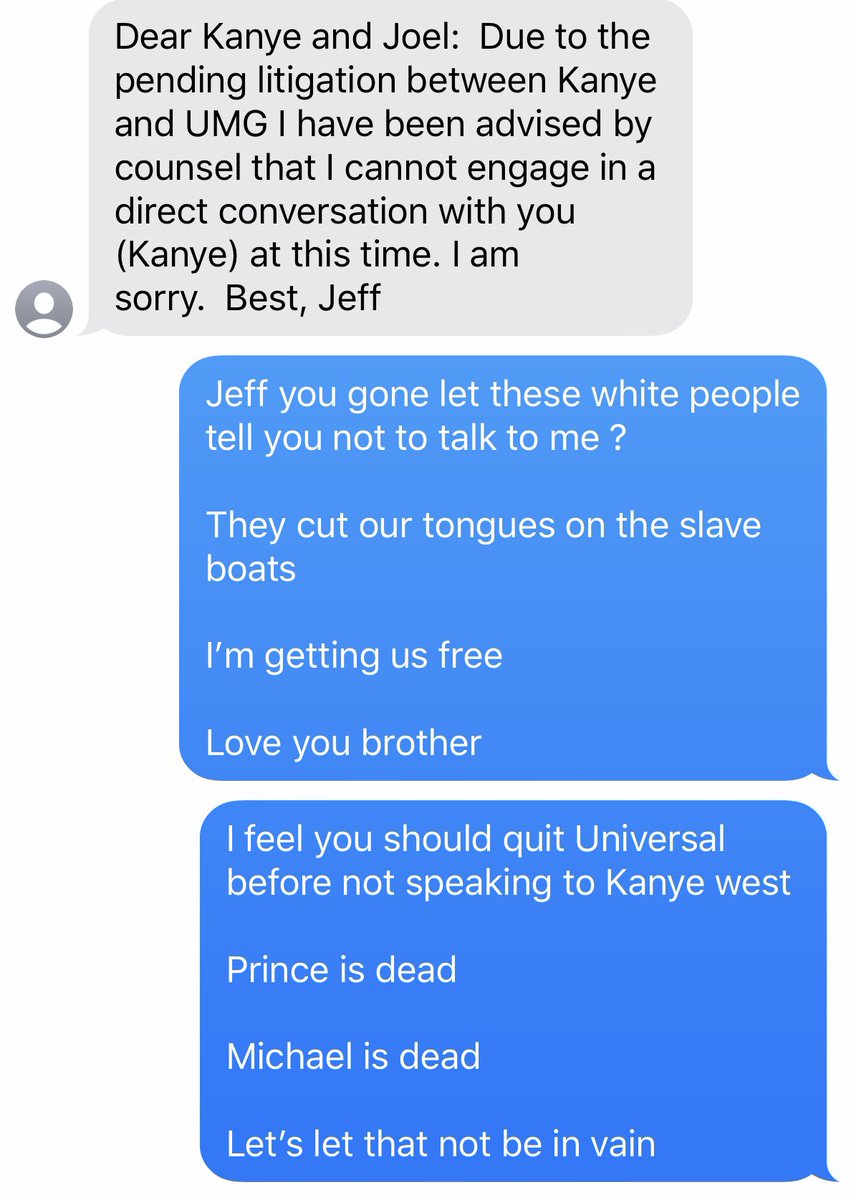 Dear Kanye and Joel:  Due to the
pending litigation between Kanye
and UMG I have been advised by
counsel that I cannot engage in a
direct conversation with you
(Kanye) at this time. I am
sorry.  Best, Jeff
Jeff you gone let these white people
tell you not to talk to me ?
They cut our tongues on the slave
boats
I’m getting us free
Love you brother
I feel you should quit Universal
before not speaking to Kanye west
Prince is dead
Michael is dead
Let’s let that not be in vain